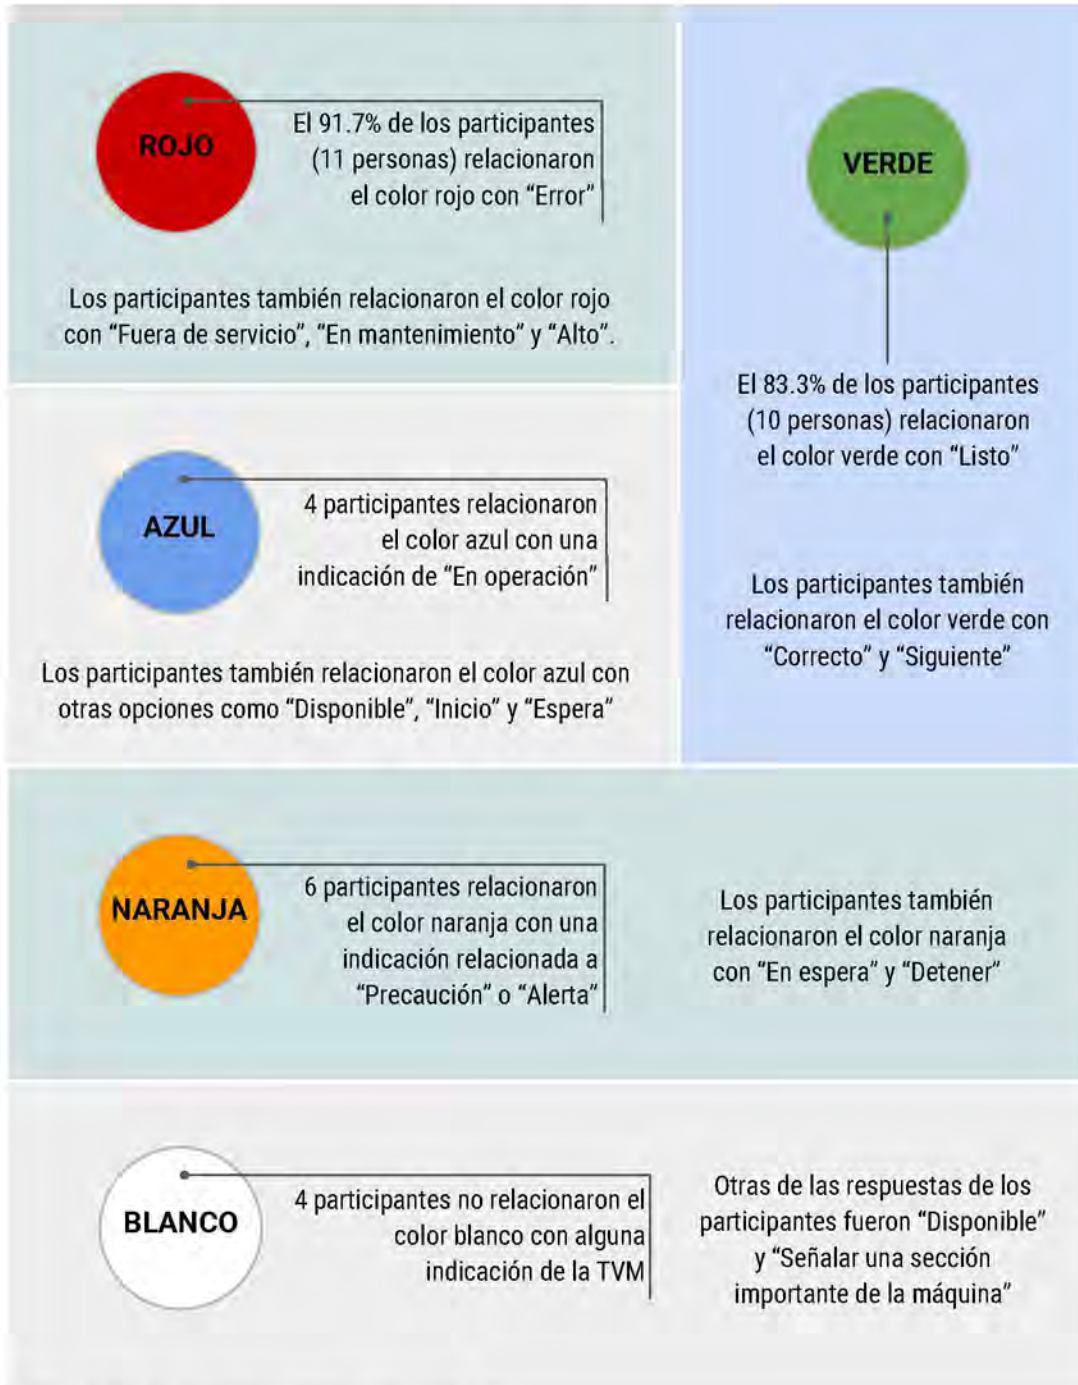 ROJO
El 91.7% de los participantes
(11 personas) relacionaron
el color rojo con “Error”
Los participantes también relacionaron el color rojo
con “Fuera de servicio”, “En mantenimiento” y “Alto”.
VERDE
El 83.3% de los participantes
(10 personas) relacionaron
el color verde con “Listo”
Los participantes también
relacionaron el color verde con
“Correcto” y “Siguiente”
AZUL
4 participantes relacionaron
el color azul con una
indicación de “En operación”
Los participantes también relacionaron el color azul con
otras opciones como “Disponible”, “Inicio” y “Espera”
NARANJA
6 participantes relacionaron
el color naranja con una
indicación relacionada a
“Precaución” o “Alerta”
Los participantes también
relacionaron el color naranja
con “En espera” y “Detener”
BLANCO
4 participantes no relacionaron el
color blanco con alguna
indicación de la TVM
Otras de las respuestas de los
participantes fueron “Disponible”
y “Señalar una sección
importante de la máquina”